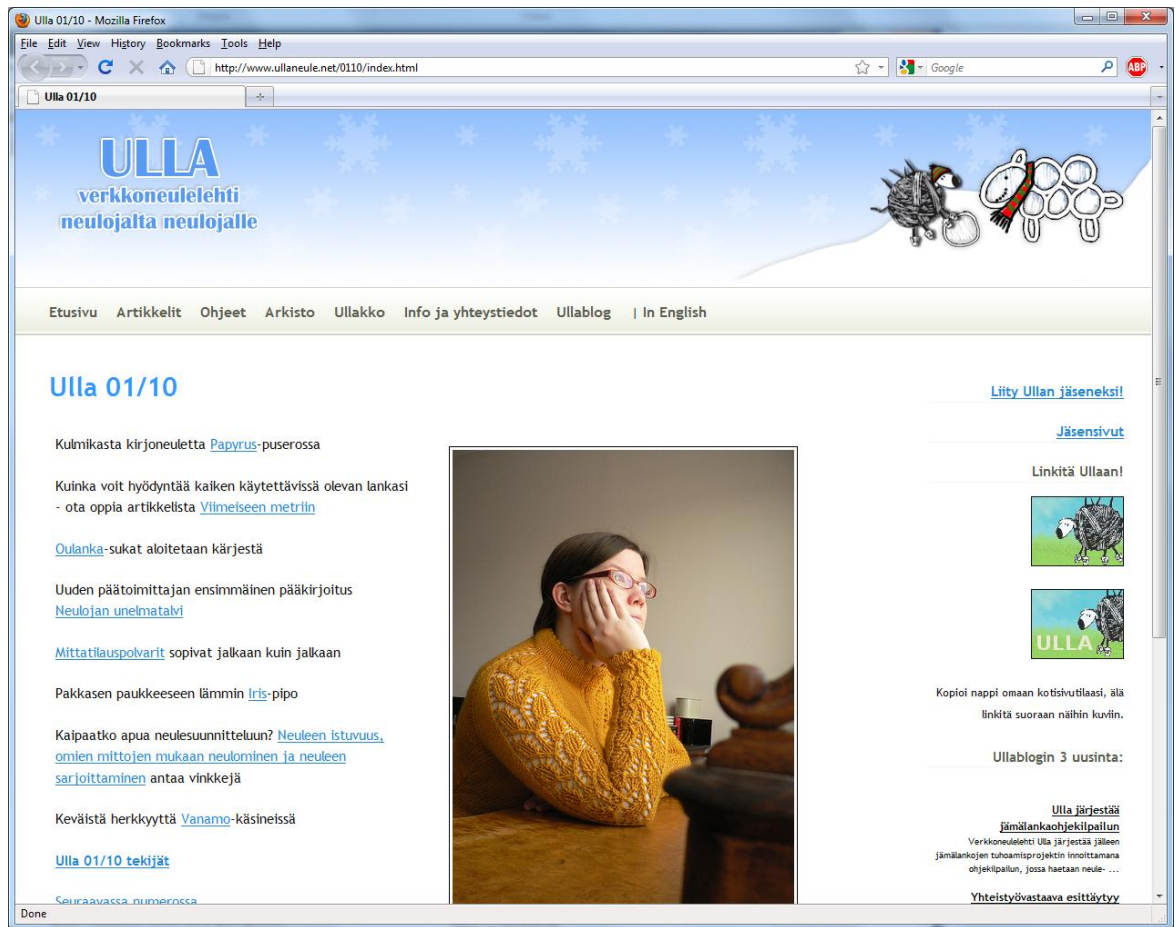 Ulla 01/10 - Mozilla Firefox
File Edit View History Bookmarks Tools Help
http://www.ullaneule.net/0110/index.html
Google
ABP
Ulla 01/10
ULLA
verkkoneulelehti
neulojalta neulojalle
Etusivu Artikkelit Ohjeet Arkisto Ullakko Info ja yhteystiedot Ullablog | In English
Ulla 01/10
Kulmikasta kirjoneuletta Papyrus-puserossa
Kuinka voit hyödyntää kaiken käytettävissä olevan lankasi
- ota oppia artikkelista Viimeiseen metriin
Oulanka-sukat aloitetaan kärjestä
Uuden päätoimittajan ensimmäinen pääkirjoitus
Neulojan unelmatalvi
Mittatilauspolvarit sopivat jalkaan kuin jalkaan
Pakkasen paukkeeseen lämmin Iris-pipo
Kaipaatko apua neulesuunnitteluun? Neuleen istuvuus,
omien mittojen mukaan neulominen ja neuleen
sarjoittaminen antaa vinkkejä
Keväistä herkkyyttä Vanamo-käsineissä
Ulla 01/10 tekijät
Seuraavassa numerossa
Liity Ullan jäseneksi!
Jäsensivut
Linkitä Ullaan!
ULLA
Kopioi nappi omaan kotisivutilaasi, älä
linkitä suoraan näihin kuviin.
Ullablogin 3 uusinta:
Ulla järjestää
jämälankaohjekilpailun
Verkkoneulelehti Ulla järjestää jälleen
jämälankojen tuhoamisprojektin innoittamana
ohjekilpailun, jossa haetaan neule- ...
Yhteistyövastaava esittäytyy
Done